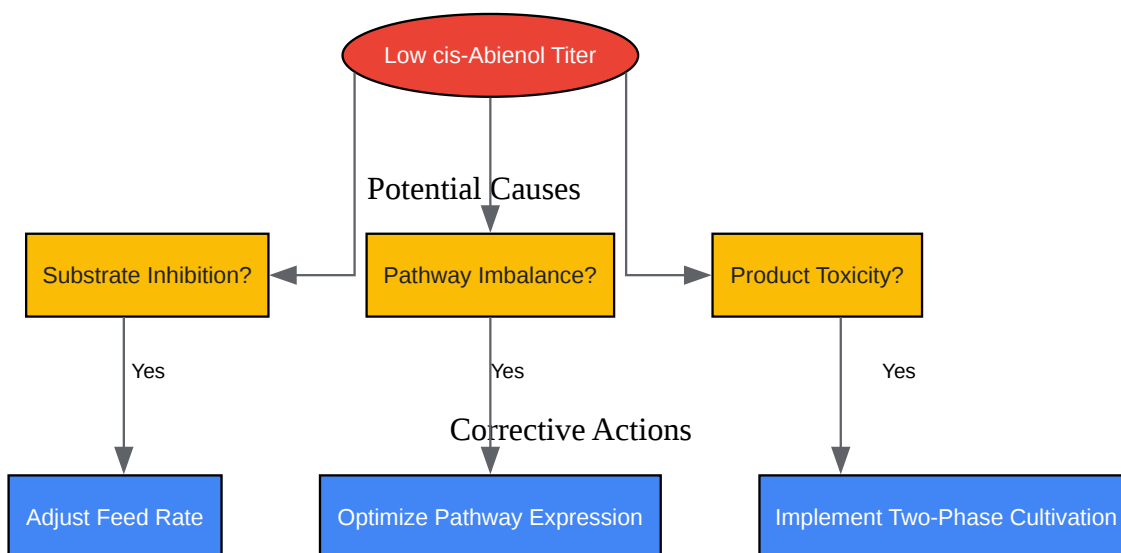 Low cis-Abienol Titer
Potential Causes
Substrate Inhibition?
Pathway Imbalance?
Product Toxicity?
Yes
Yes
Yes
Corrective Actions
Adjust Feed Rate
Optimize Pathway Expression
Implement Two-Phase Cultivation